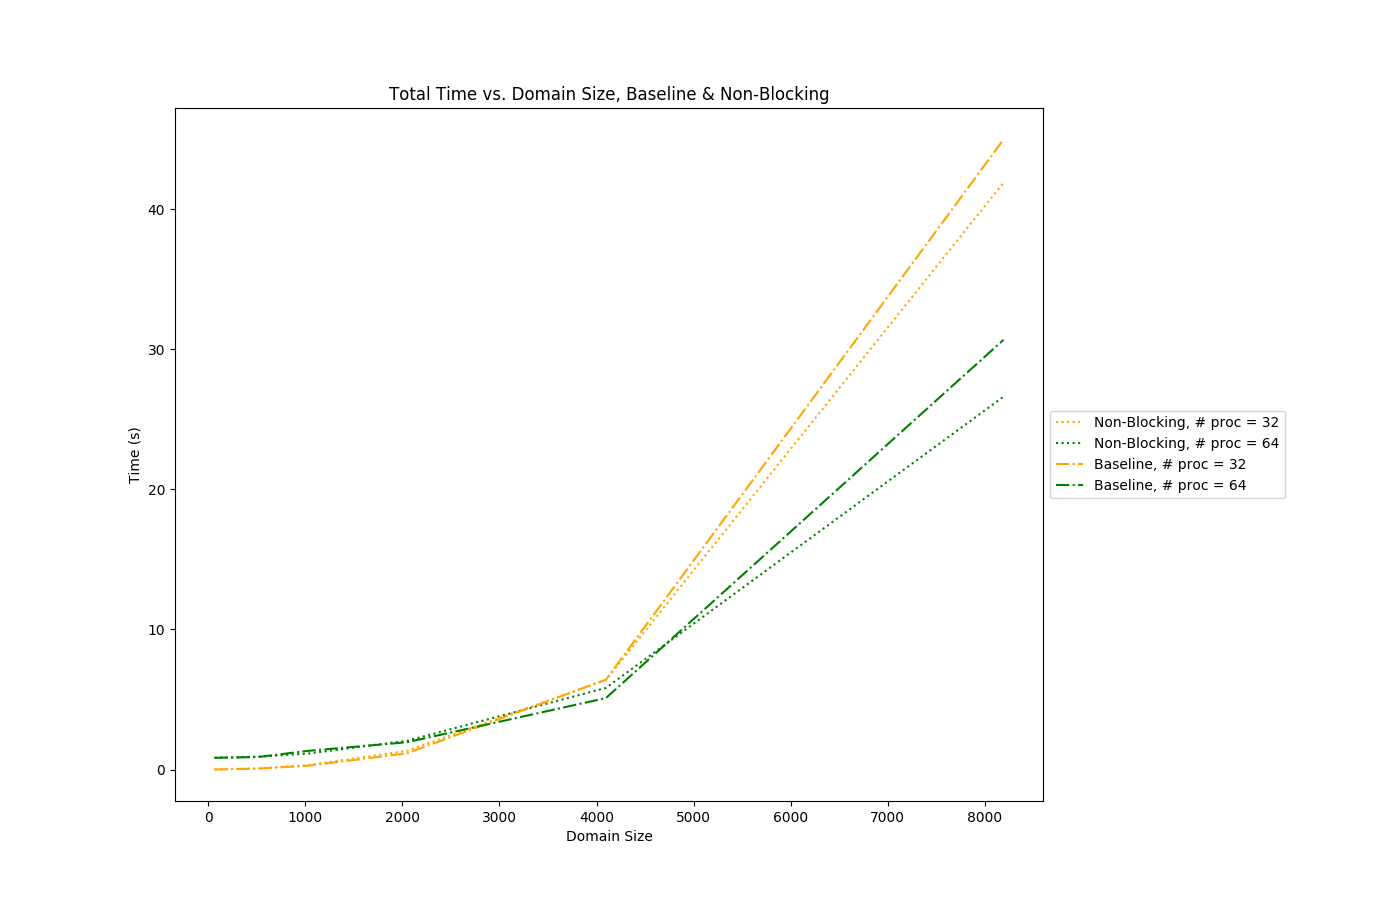 Total Time vs. Domain Size, Baseline & Non-Blocking
40
30
20
10
0
Time (s)
0 1000 2000 3000 4000 5000 6000 7000 8000
Domain Size
Non-Blocking, # proc = 32
Non-Blocking, # proc = 64
Baseline, # proc = 32
Baseline, # proc = 64